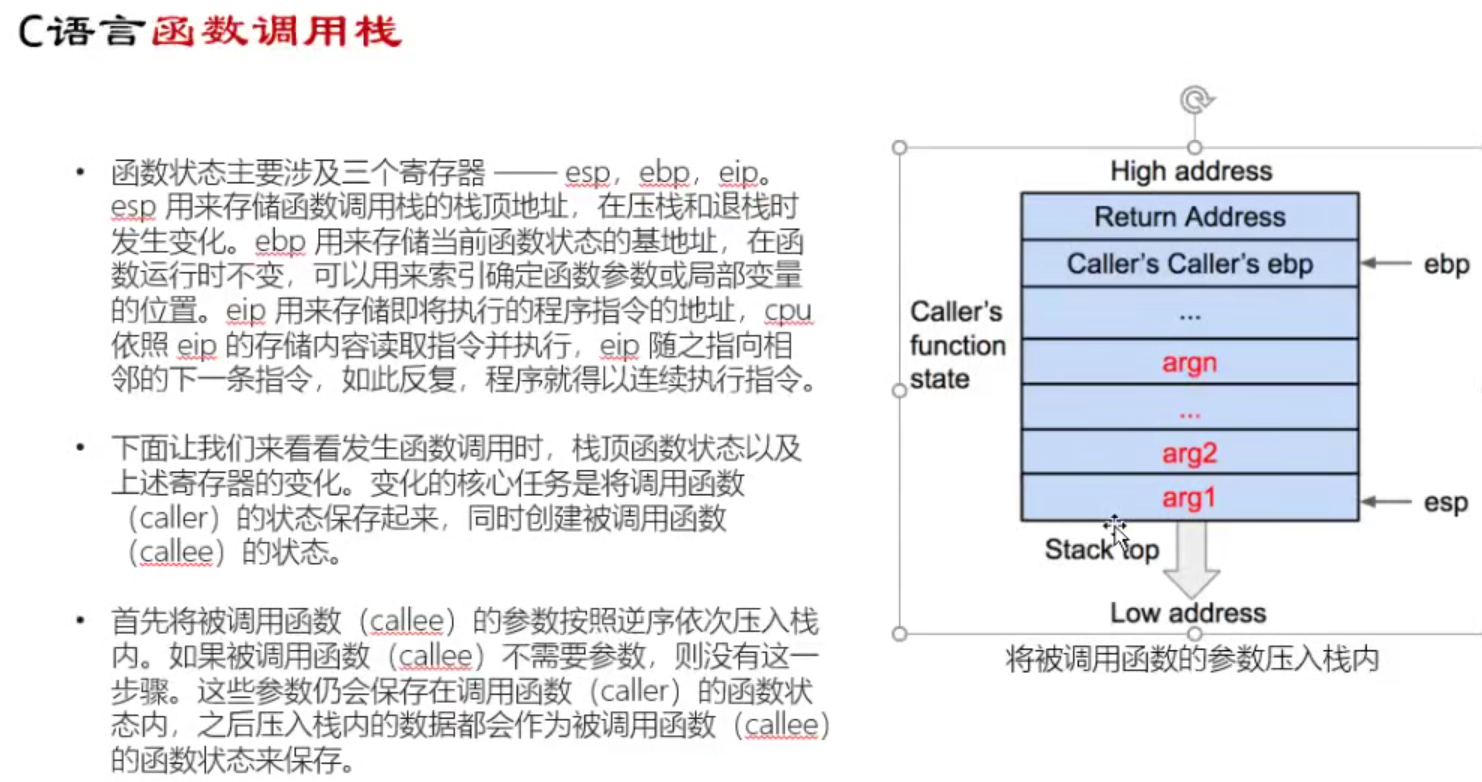 C语言函数调用栈
• 函数状态主要涉及三个寄存器 —— esp，ebp，eip。
esp 用来存储函数调用栈的栈顶地址，在压栈和退栈时
发生变化。ebp 用来存储当前函数状态的基地址，在函
数运行时不变，可以用来索引确定函数参数或局部变量
的位置。eip 用来存储即将执行的程序指令的地址，cpu
依照 eip 的存储内容读取指令并执行，eip 随之指向相
邻的下一条指令，如此反复，程序就得以连续执行指令。
• 下面让我们来看看发生函数调用时，栈顶函数状态以及
上述寄存器的变化。变化的核心任务是将调用函数
（caller）的状态保存起来，同时创建被调用函数
（callee）的状态。
• 首先将被调用函数（callee）的参数按照逆序依次压入栈
内。如果被调用函数（callee）不需要参数，则没有这一
步骤。这些参数仍会保存在调用函数（caller）的函数状
态内，之后压入栈内的数据都会作为被调用函数（callee）
的函数状态来保存。
High address
Return Address
Caller's Caller's ebp
ebp
...
Caller's
function
state
argn
...
arg2
arg1
esp
Stack top
Low address
将被调用函数的参数压入栈内